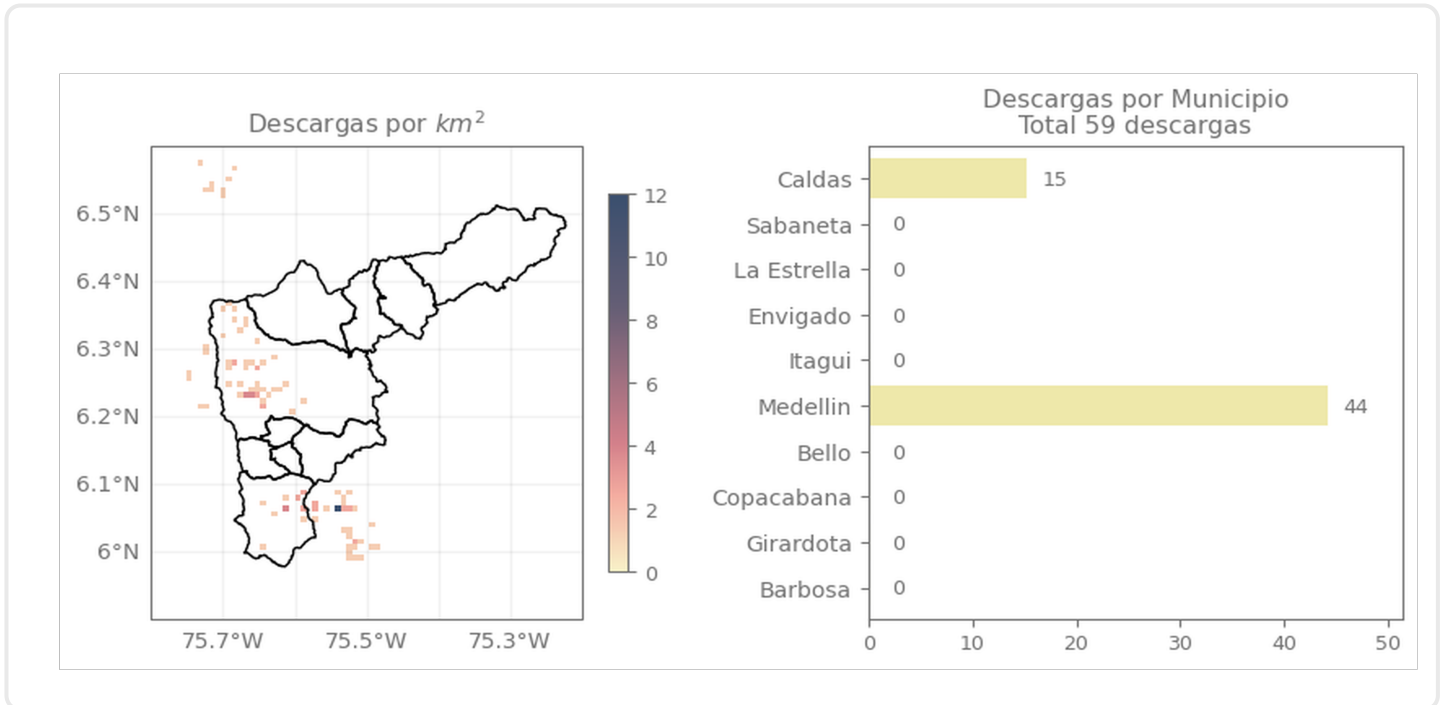 Descargas por km²
6.5°N
6.4°N
6.3°N
6.2°N
6.1°N
6°N
75.7°W 75.5°W 75.3°W
12
10
8
6
4
2
0
Descargas por Municipio
Total 59 descargas
Caldas 15
Sabaneta 0
La Estrella 0
Envigado 0
Itagui 0
Medellin 44
Bello 0
Copacabana 0
Girardota 0
Barbosa 0
0 10 20 30 40 50